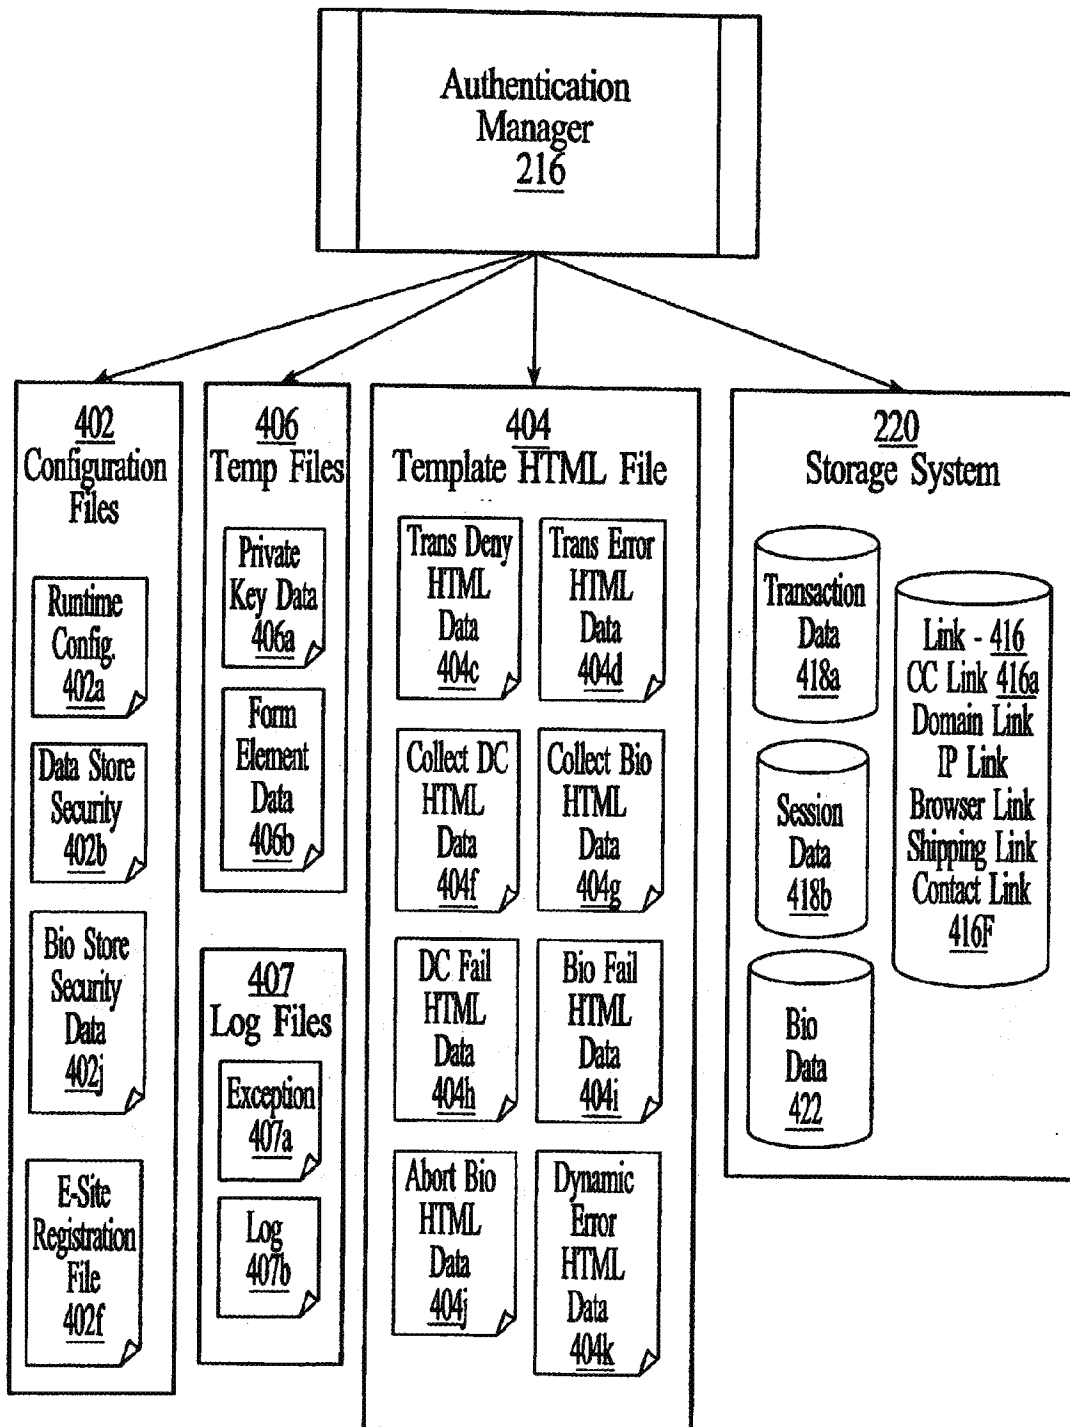 Authentication
Manager
216
402
Configuration
Files
Runtime
Config.
402a
Data Store
Security
402b
Bio Store
Security
Data
402j
E-Site
Registration
File
402f
406
Temp Files
Private
Key Data
406a
Form
Element
Data
406b
407
Log Files
Exception
407a
Log
407b
404
Template HTML File
Trans Deny
HTML
Data
404c
Trans Error
HTML
Data
404d
Collect DC
HTML
Data
404f
Collect Bio
HTML
Data
404g
DC Fail
HTML
Data
404h
Bio Fail
HTML
Data
404i
Abort Bio
HTML
Data
404j
Dynamic
Error
HTML
Data
404k
220
Storage System
Transaction
Data
418a
Session
Data
418b
Bio
Data
422
Link - 416
CC Link 416a
Domain Link
IP Link
Browser Link
Shipping Link
Contact Link
416F